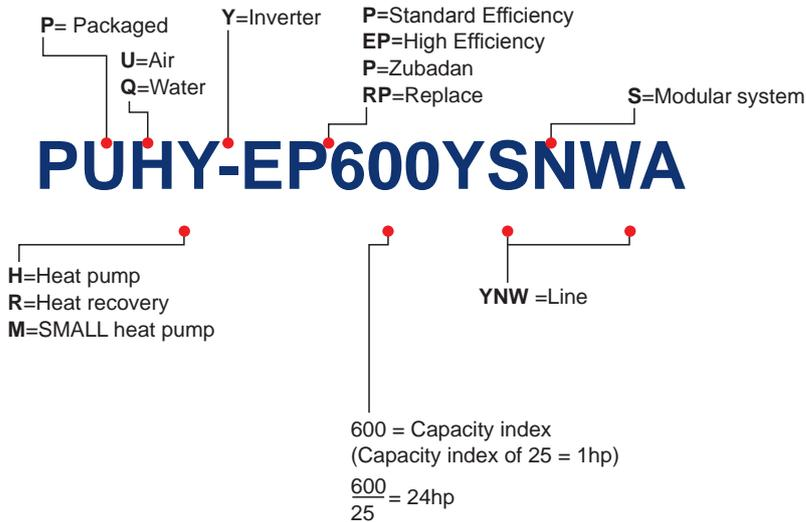 P= Packaged
U=Air
Q=Water
Y=Inverter
P=Standard Efficiency
EP=High Efficiency
P=Zubadan
RP=Replace
S=Modular system
PUHY-EP600YSNWA
H=Heat pump
R=Heat recovery
M=SMALL heat pump
YNW =Line
600 = Capacity index
(Capacity index of 25 = 1hp)
600
25
= 24hp